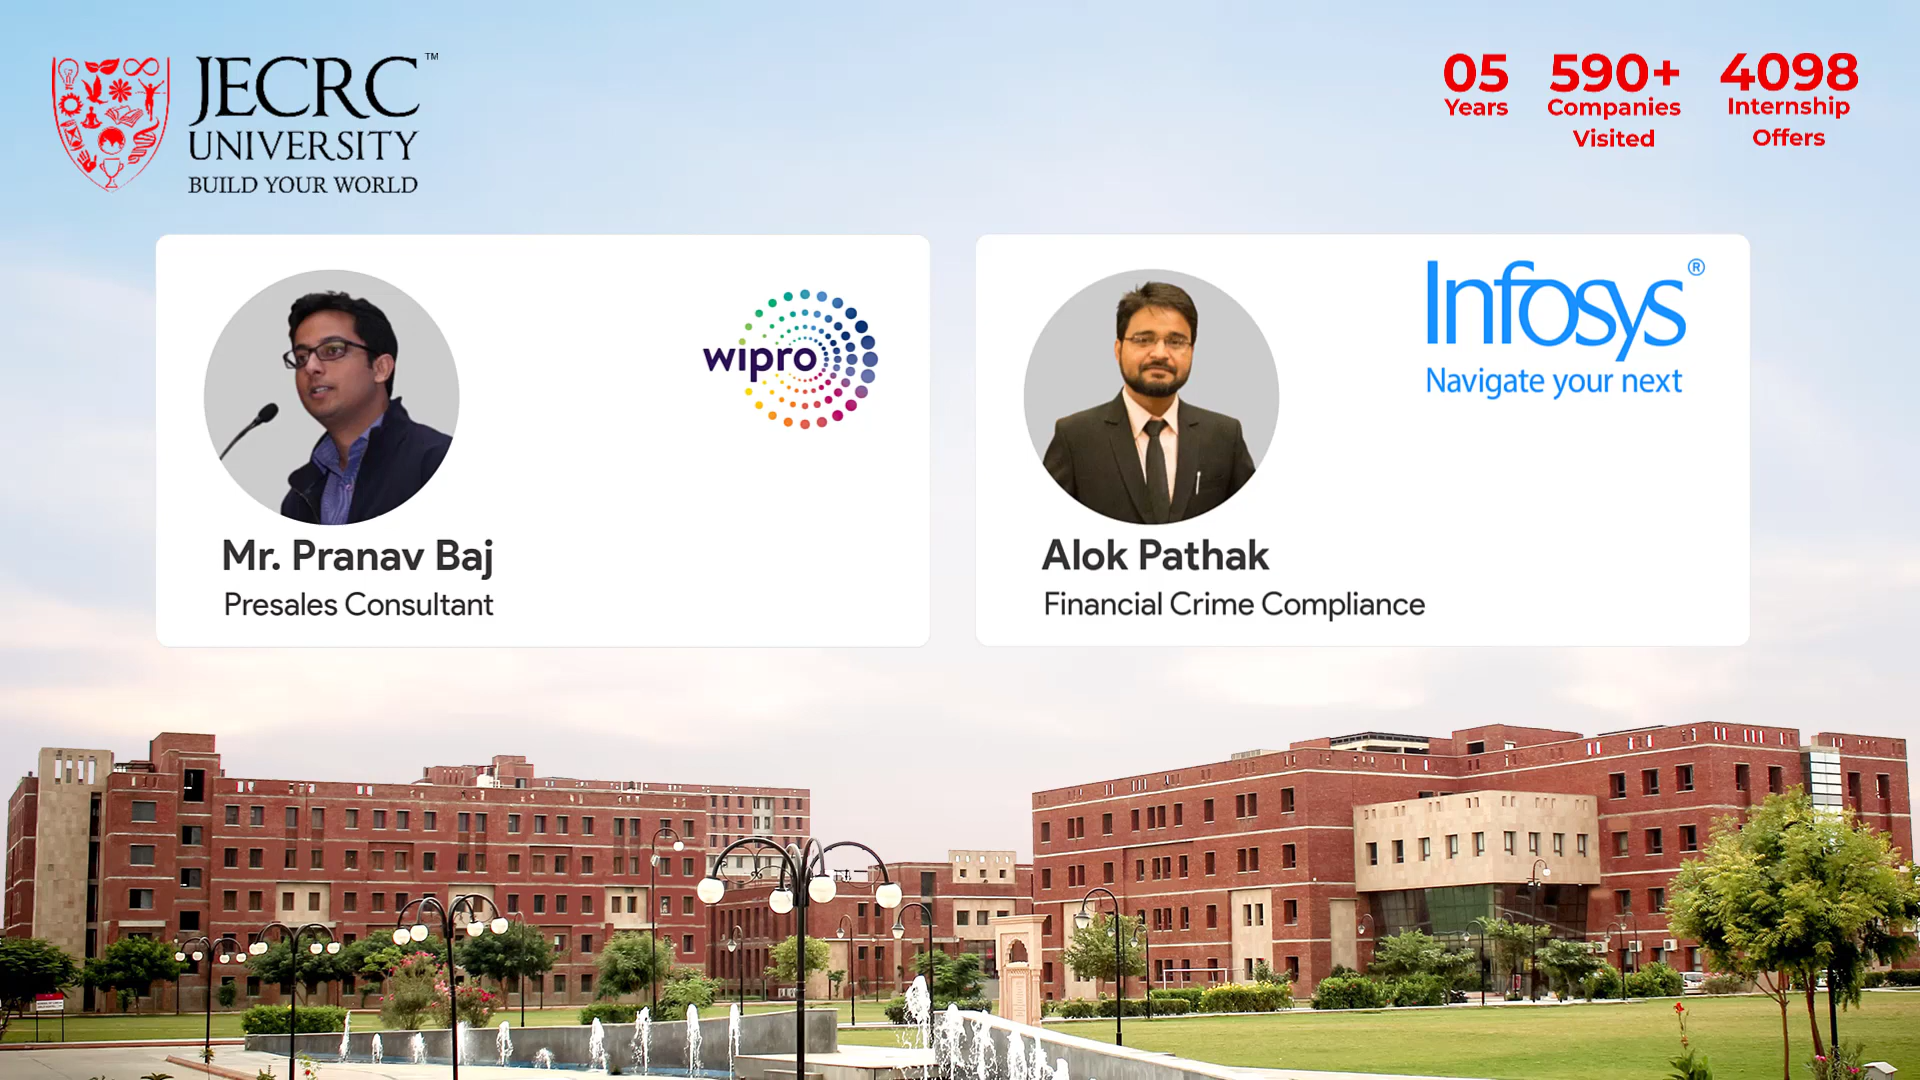 JECRC™
UNIVERSITY
BUILD YOUR WORLD
05
Years
590+
Companies
Visited
4098
Internship
Offers
wipro
Mr. Pranav Baj
Presales Consultant
Infosys®
Navigate your next
Alok Pathak
Financial Crime Compliance